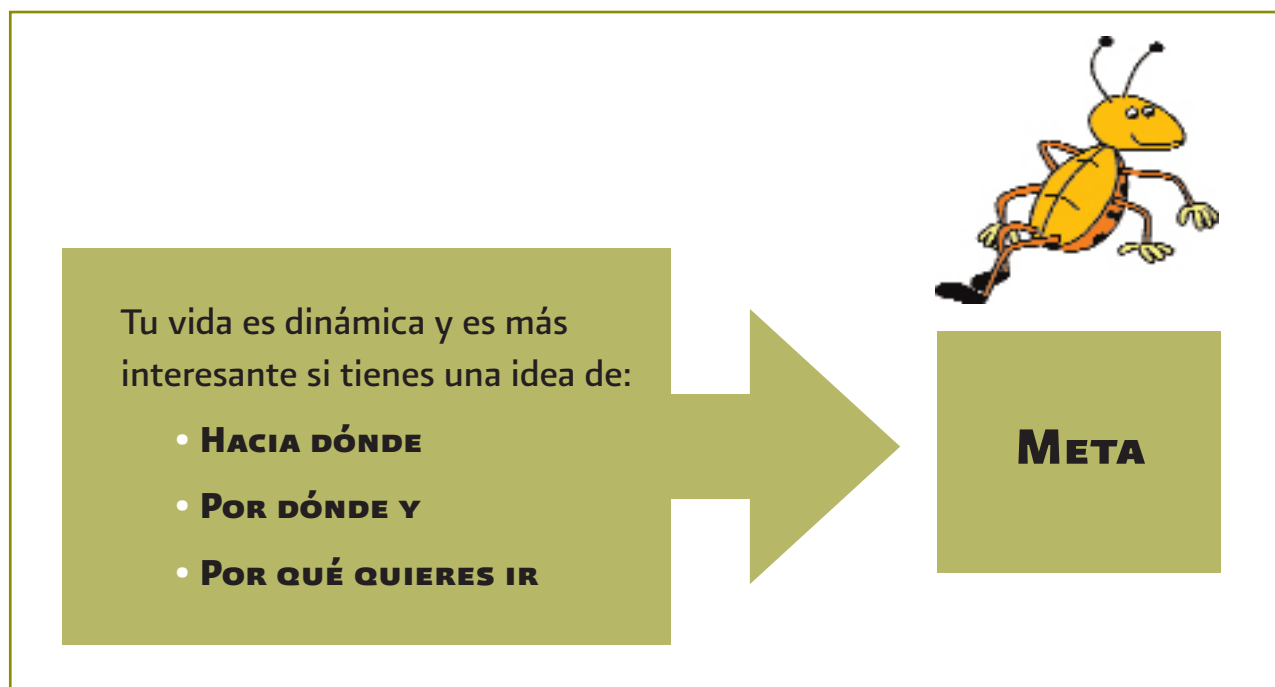 Tu vida es dinámica y es más
interesante si tienes una idea de:
• Hacia dónde
• Por dónde y
• Por qué quieres ir
Meta